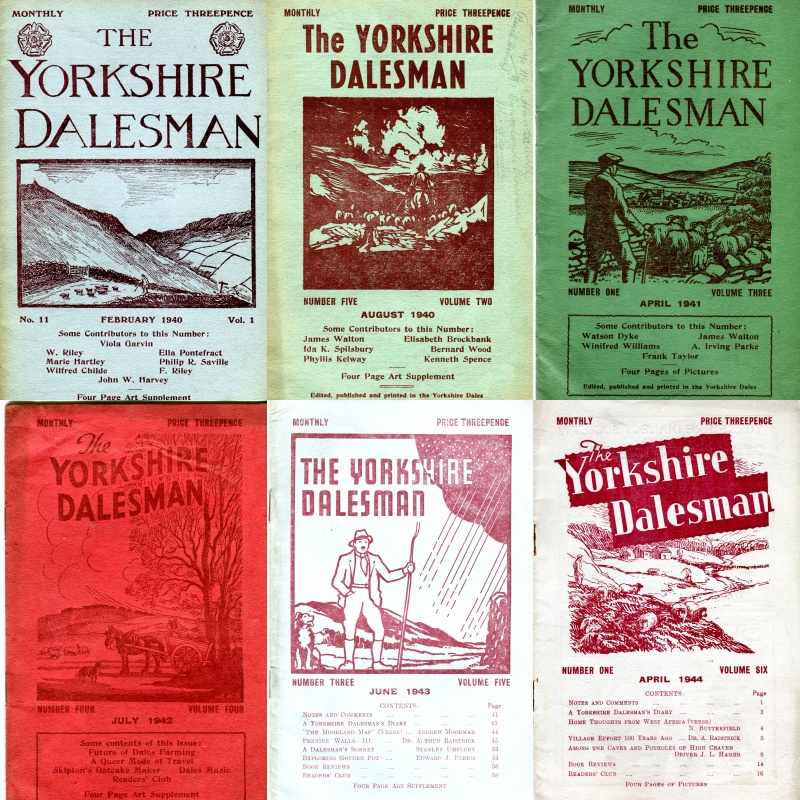 MONTHLY PRICE THREEPENCE
THE
YORKSHIRE
DALESMAN
No. 11 FEBRUARY 1940 Vol. 1
Some Contributors to this Number:
Viola Garvin
W. Riley Ella Pontefract
Marie Hartley Philip R. Saville
Wilfred Childe F. Riley
John W. Harvey
Four Page Art Supplement
MONTHLY PRICE THREEPENCE
The YORKSHIRE
DALESMAN
NUMBER FIVE VOLUME TWO
AUGUST 1940
Some Contributors to this Number:
James Walton Elisabeth Brockbank
Ida K. Spilsbury Bernard Wood
Phyllis Kelway Kenneth Spence
Four Page Art Supplement
Edited, published and printed in the Yorkshire Dales
MONTHLY PRICE THREEPENCE
The
YORKSHIRE
DALESMAN
NUMBER ONE VOLUME THREE
APRIL 1941
Some Contributors to this Number:
Watson Dyke James Walton
Winifred Williams A. Irving Parke
Frank Taylor
Four Pages of Pictures
Edited, published and printed in the Yorkshire Dales
MONTHLY PRICE THREEPENCE
The
YORKSHIRE
DALESMAN
NUMBER FOUR VOLUME FOUR
JULY 1942
Some contents of this issue:
Future of Dales Farming
A Queer Mode of Travel
Skipton's Oatcake Maker Dales Music
Readers' Club
Four Page Art Supplement
MONTHLY PRICE THREEPENCE
THE YORKSHIRE
DALESMAN
NUMBER THREE VOLUME FIVE
JUNE 1943
CONTENTS: Page
NOTES AND COMMENTS ... ... ... 41
A YORKSHIRE DALESMAN'S DIARY ... ... 43
"THE MOORLAND MAP" (VERSE) ... ANDREW MOORMAN 44
PENNINE WALLS—III ... DR. ARTHUR RAISTRICK 45
A DALESMAN'S SONNET STANLEY UMPLEBY 53
EXPLORING GOYDEN POT ... EDWARD J. PARRIS 54
BOOK REVIEWS ... ... ... 56
READERS' CLUB ... ... ... 58
FOUR PAGE ART SUPPLEMENT
MONTHLY PRICE THREEPENCE
The
Yorkshire
Dalesman
NUMBER ONE VOLUME SIX
APRIL 1944
CONTENTS: Page
NOTES AND COMMENTS ... ... ... 1
A YORKSHIRE DALESMAN'S DIARY ... ... 3
HOME THOUGHTS FROM WEST AFRICA (VERSE)
N. BUTTERFIELD 4
VILLAGE EFFORT 100 YEARS AGO ... DR. A. RAISTRICK 5
AMONG THE CAVES AND POTHOLES OF HIGH CRAVEN
DRIVER J. L. HAMER 8
BOOK REVIEWS ... ... ... 14
READERS' CLUB ... ... ... 16
FOUR PAGES OF PICTURES